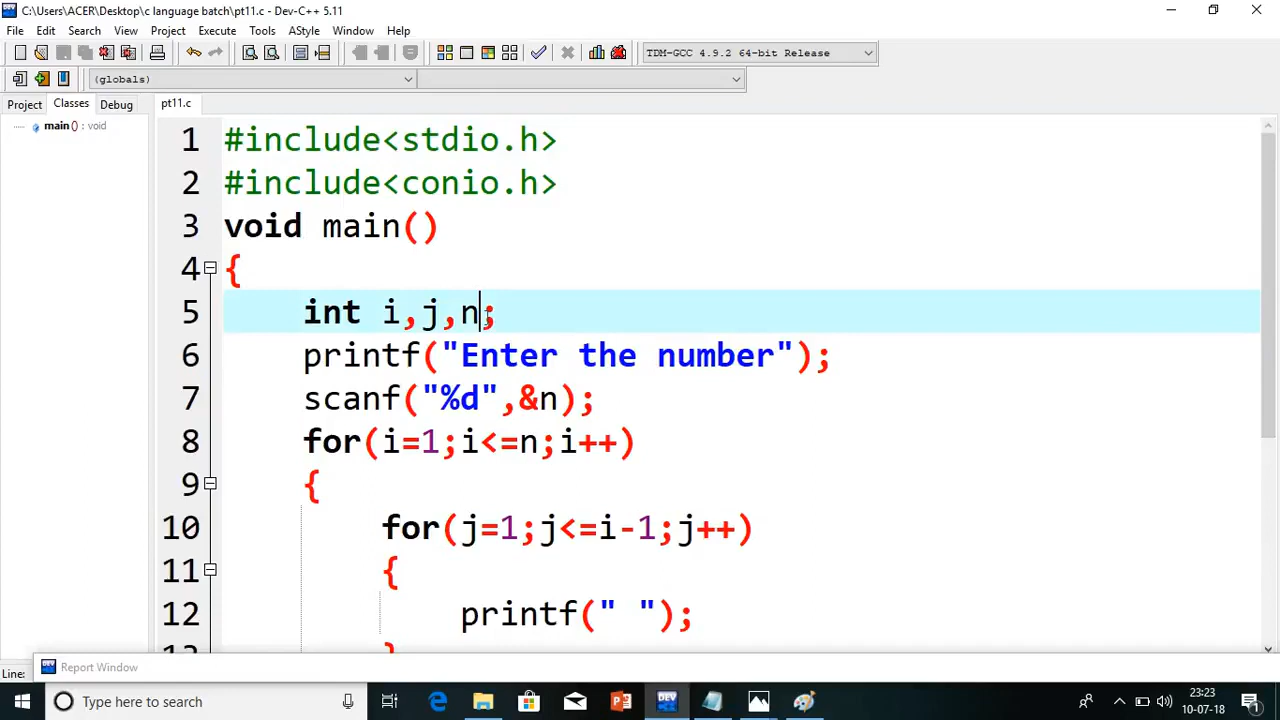 C:\Users\ACER\Desktop\c language batch\pt11.c - Dev-C++ 5.11
File Edit Search View Project Execute Tools AStyle Window Help
TDM-GCC 4.9.2 64-bit Release
(globals)
Project Classes Debug
pt11.c
main () : void
1 #include<stdio.h>
2 #include<conio.h>
3 void main()
4 {
5 int i,j,n;
6 printf("Enter the number");
7 scanf("%d",&n);
8 for(i=1;i<=n;i++)
9 {
10 for(j=1;j<=i-1;j++)
11 {
12 printf(" ");
13 }
Line:
Report Window
Type here to search
DEV
23:23
10-07-18